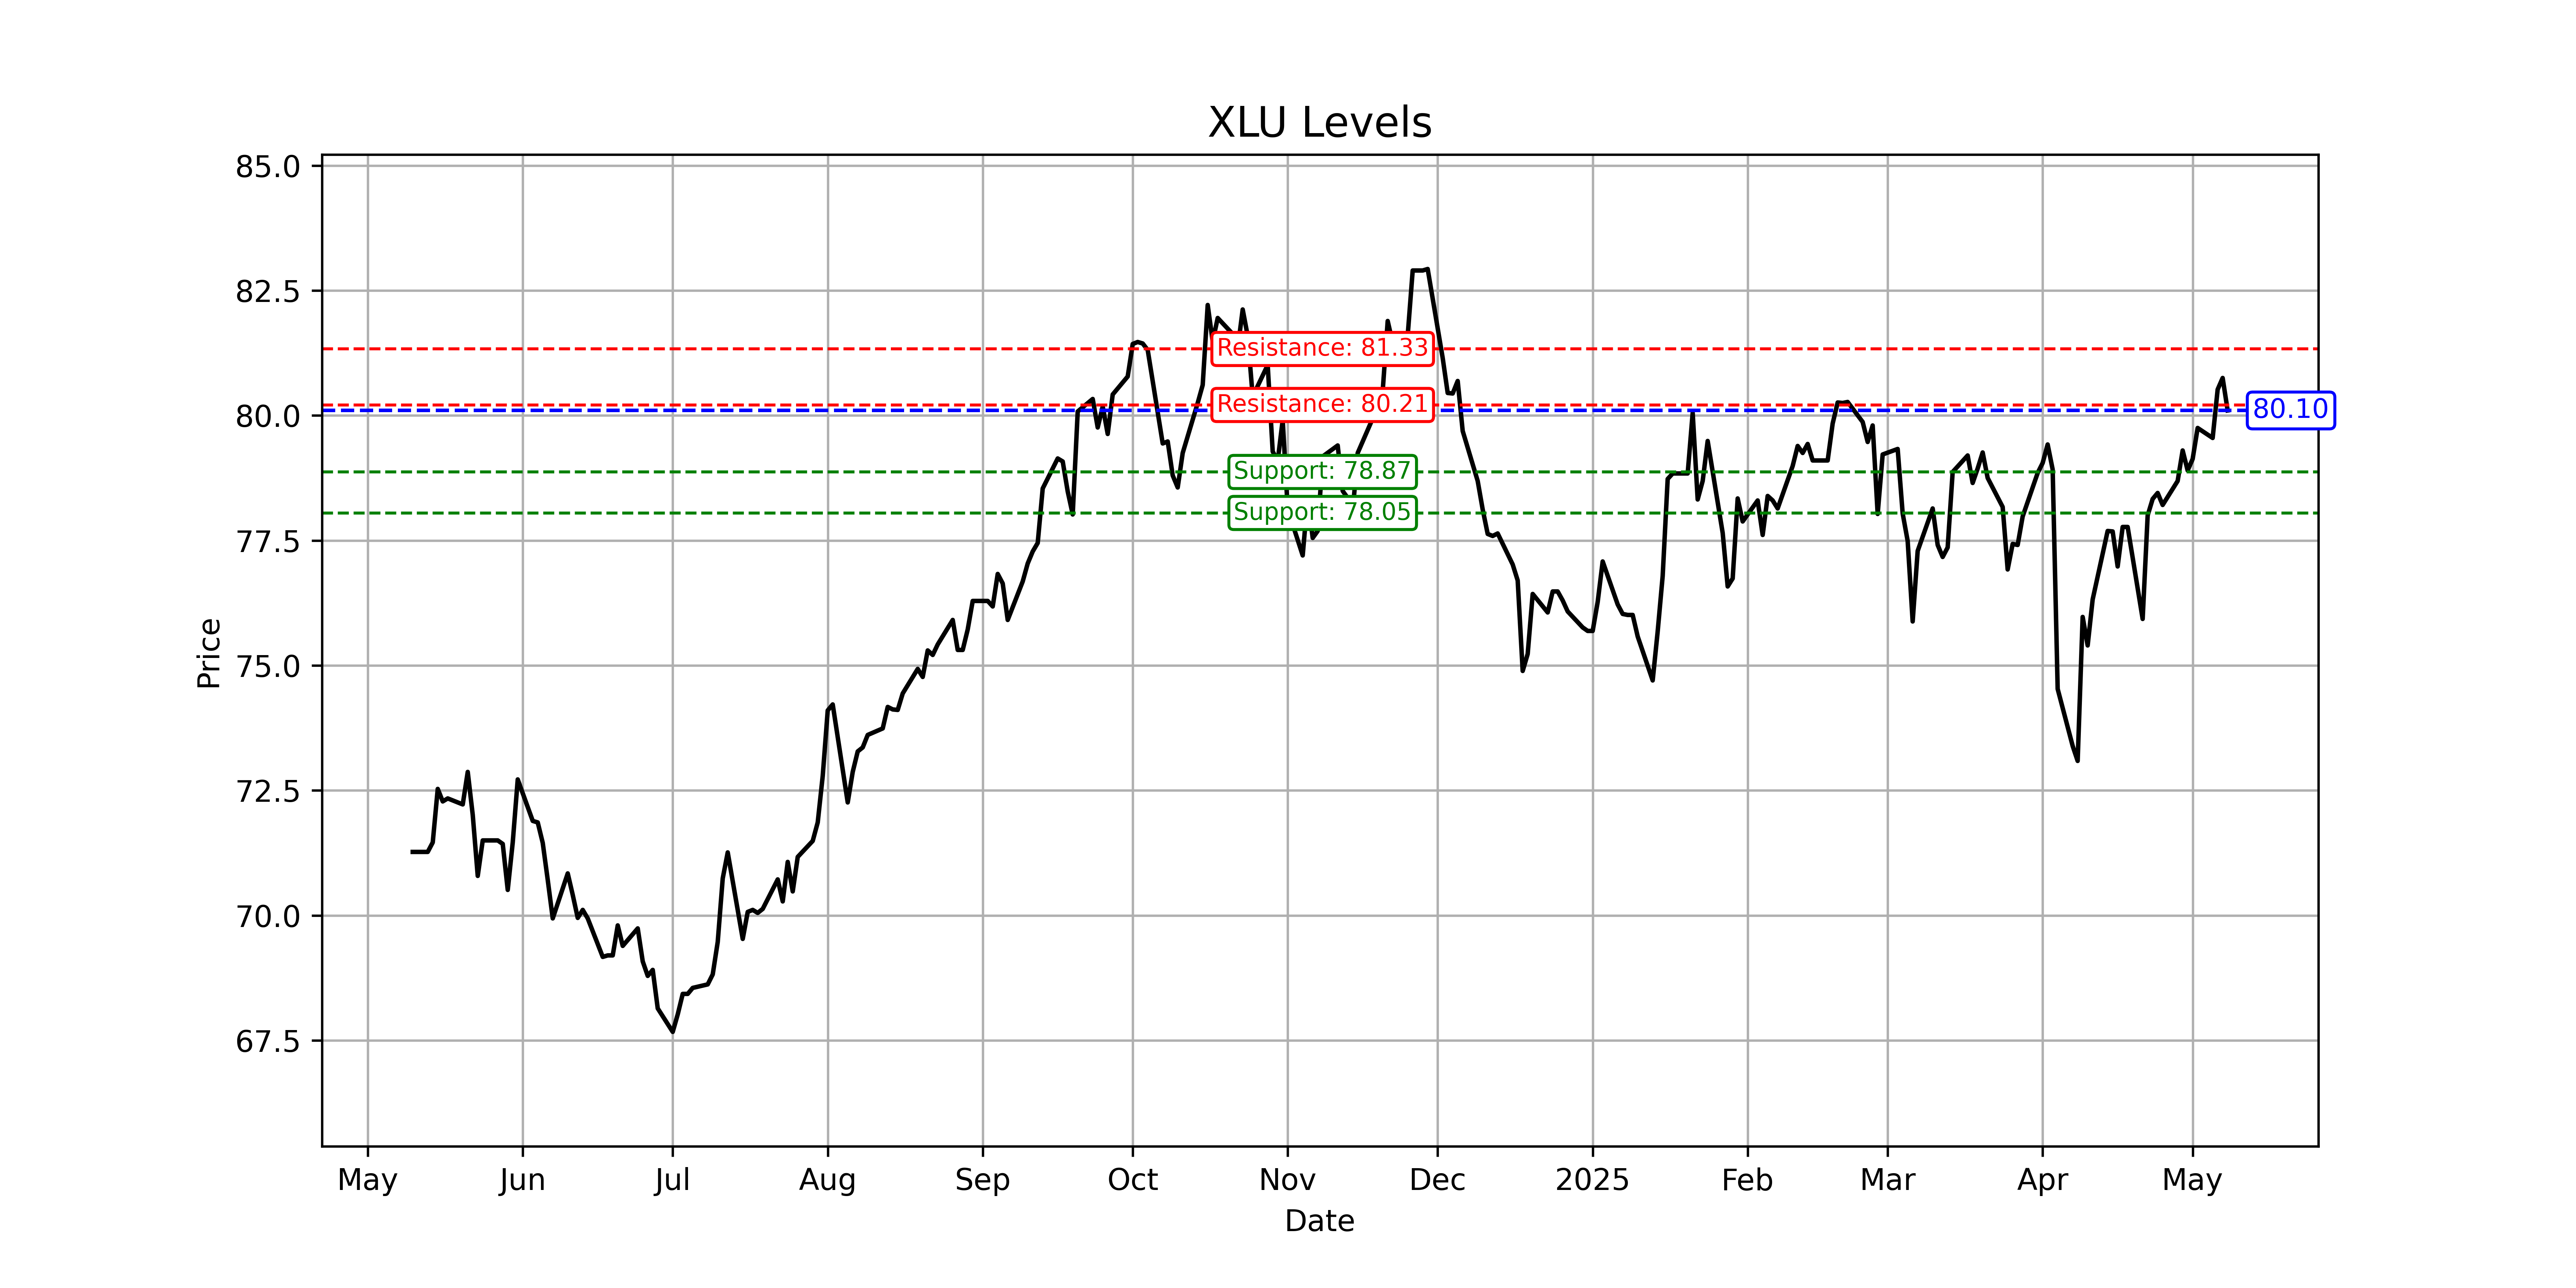 XLU Levels
85.0
82.5
80.0
77.5
75.0
72.5
70.0
67.5
Price
Resistance: 81.33
Resistance: 80.21
80.10
Support: 78.87
Support: 78.05
May Jun Jul Aug Sep Oct Nov Dec 2025 Feb Mar Apr May
Date